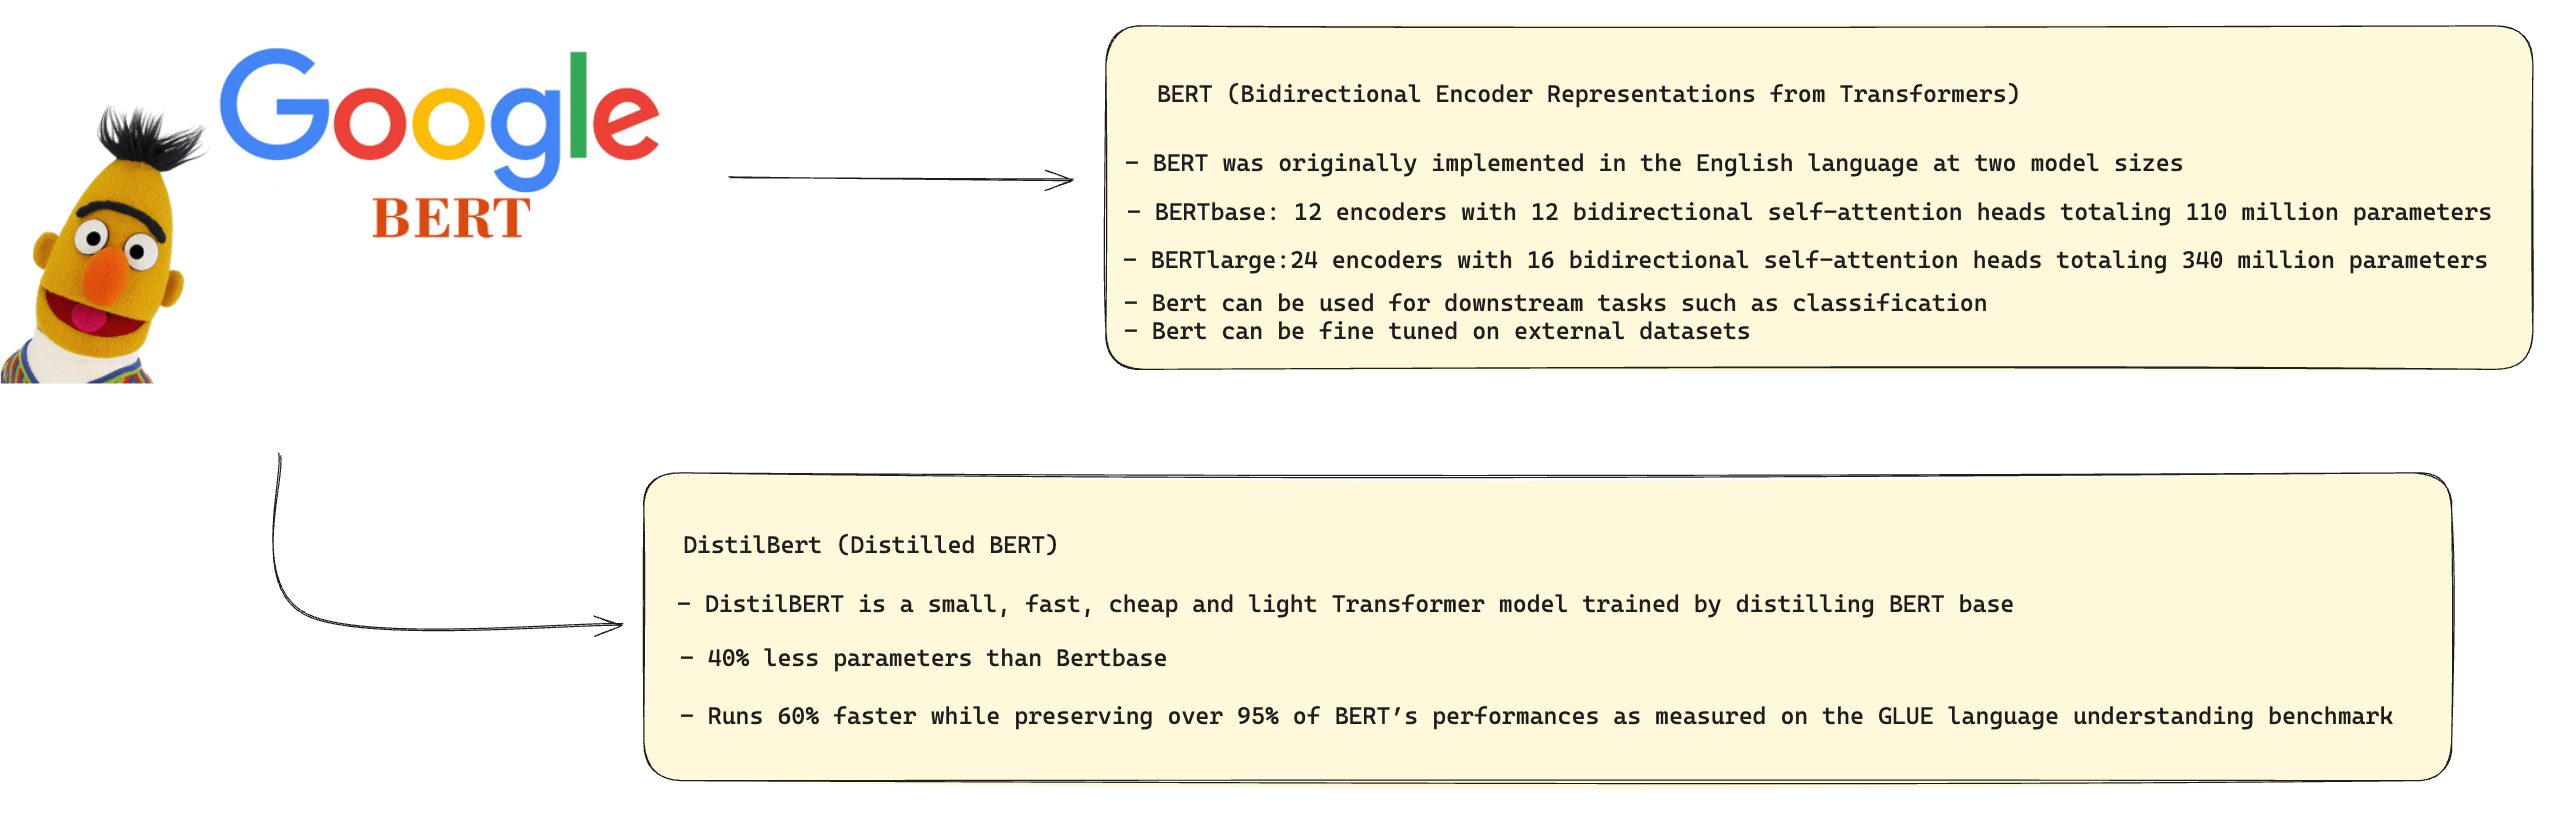 Google
BERT
BERT (Bidirectional Encoder Representations from Transformers)
- BERT was originally implemented in the English language at two model sizes
- BERTbase: 12 encoders with 12 bidirectional self-attention heads totaling 110 million parameters
- BERTlarge:24 encoders with 16 bidirectional self-attention heads totaling 340 million parameters
- Bert can be used for downstream tasks such as classification
- Bert can be fine tuned on external datasets
DistilBert (Distilled BERT)
- DistilBERT is a small, fast, cheap and light Transformer model trained by distilling BERT base
- 40% less parameters than Bertbase
- Runs 60% faster while preserving over 95% of BERT's performances as measured on the GLUE language understanding benchmark